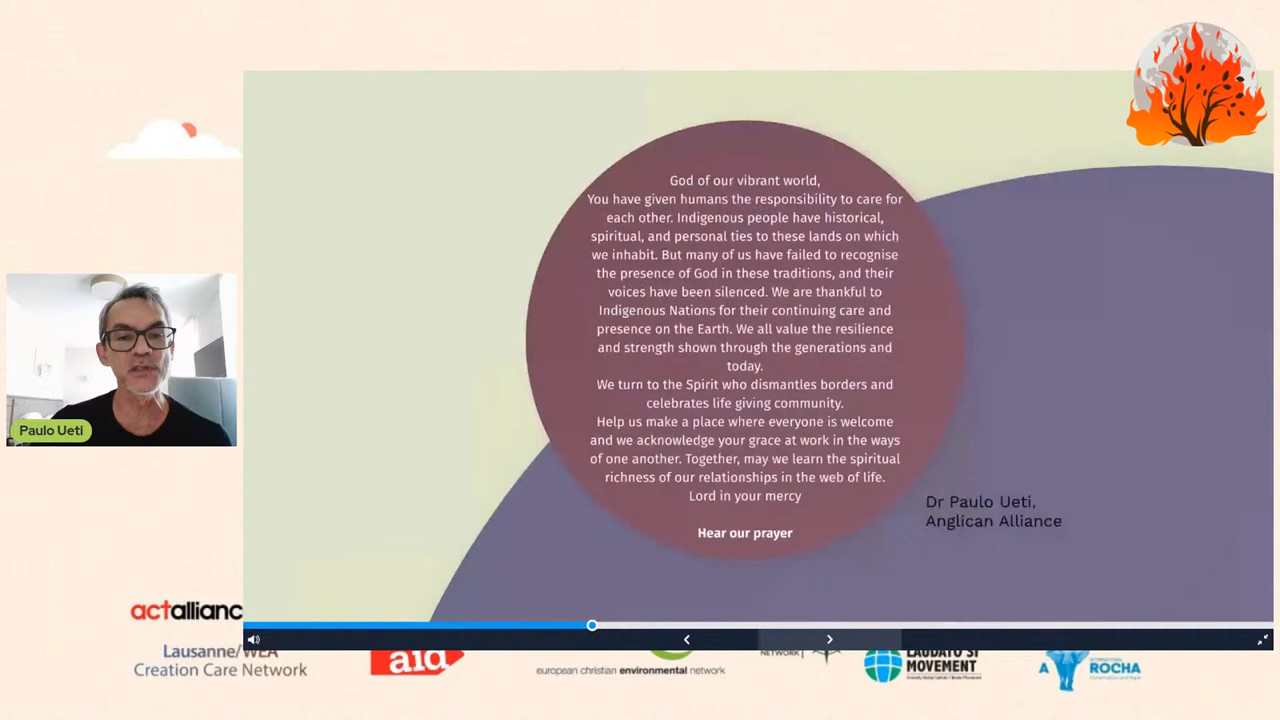 God of our vibrant world,
You have given humans the responsibility to care for
each other. Indigenous people have historical,
spiritual, and personal ties to these lands on which
we inhabit. But many of us have failed to recognise
the presence of God in these traditions, and their
voices have been silenced. We are thankful to
Indigenous Nations for their continuing care and
presence on the Earth. We all value the resilience
and strength shown through the generations and
today.
We turn to the Spirit who dismantles borders and
celebrates life giving community.
Help us make a place where everyone is welcome
and we acknowledge your grace at work in the ways
of one another. Together, may we learn the spiritual
richness of our relationships in the web of life.
Lord in your mercy
Hear our prayer
Paulo Ueti
Dr Paulo Ueti,
Anglican Alliance
actallianc
Lausanne/WEA
Creation Care Network
aid
european christian environmental network
NETWORK
LAUDATO SI'
MOVEMENT
A ROCHA